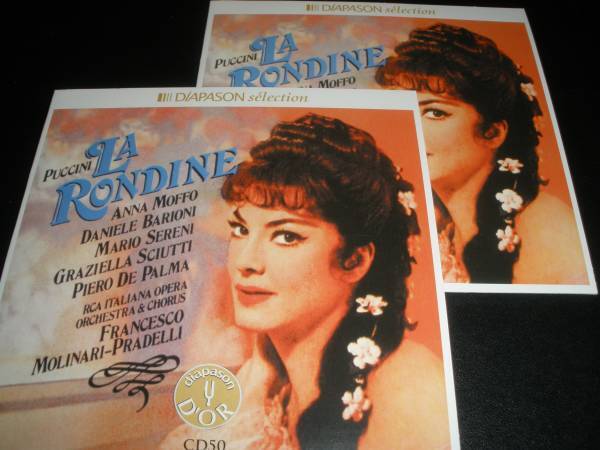 DIAPASON sélection
PUCCINI
LA
RONDINE
ANNA MOFFO
DIAPASON sélection
PUCCINI
LA
RONDINE
ANNA MOFFO
DANIELE BARIONI
MARIO SERENI
GRAZIELLA SCIUTTI
PIERO DE PALMA
RCA ITALIANA OPERA
ORCHESTRA & CHORUS
FRANCESCO
MOLINARI-PRADELLI
diapason
D'OR
CD50